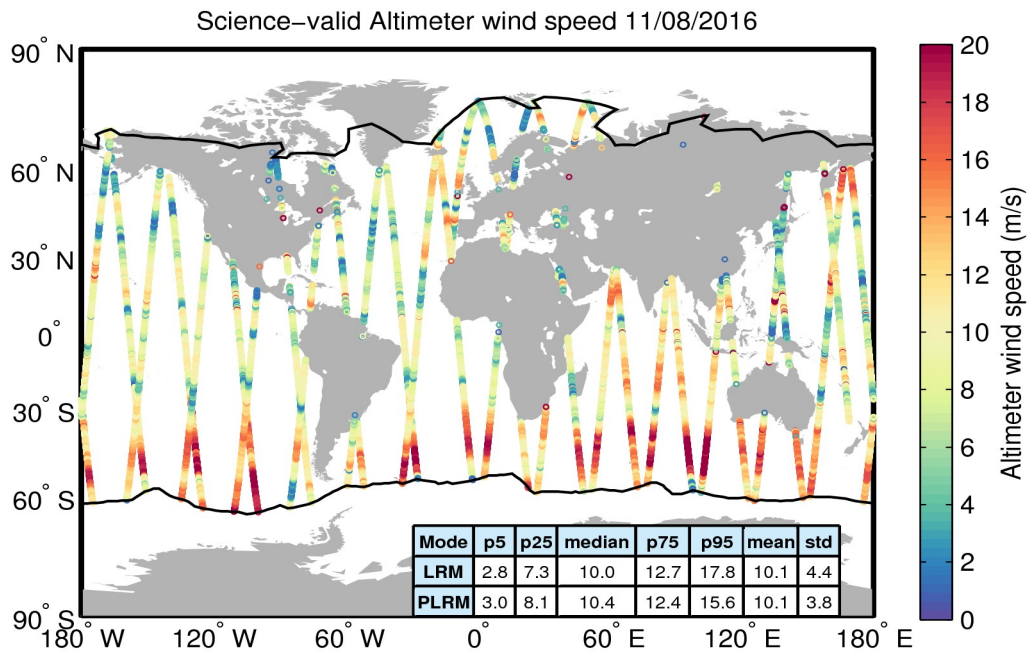 Science−valid Altimeter wind speed 11/08/2016
90° N
60° N
30° N
0°
30° S
60° S
90° S
180° W
120° W
60° W
0°
60° E
120° E
180° E
Mode p5 p25 median p75 p95 mean std
LRM 2.8 7.3 10.0 12.7 17.8 10.1 4.4
PLRM 3.0 8.1 10.4 12.4 15.6 10.1 3.8
20
18
16
14
12
10
8
6
4
2
0
Altimeter wind speed (m/s)